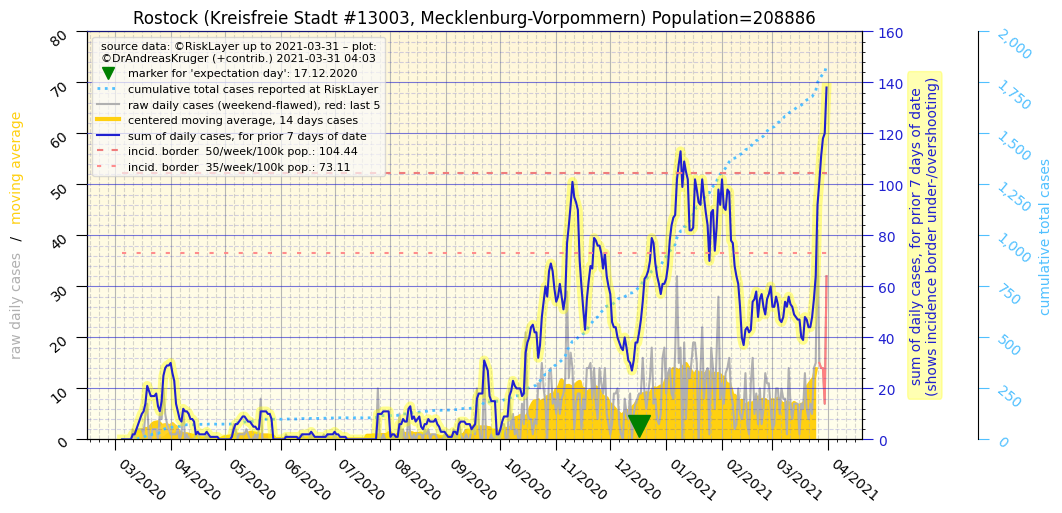 Rostock (Kreisfreie Stadt #13003, Mecklenburg-Vorpommern) Population=208886
source data: ©RiskLayer up to 2021-03-31 – plot:
©DrAndreasKruger (+contrib.) 2021-03-31 04:03
marker for 'expectation day': 17.12.2020
cumulative total cases reported at RiskLayer
raw daily cases (weekend-flawed), red: last 5
centered moving average, 14 days cases
sum of daily cases, for prior 7 days of date
incid. border  50/week/100k pop.: 104.44
incid. border  35/week/100k pop.: 73.11
raw daily cases / moving average
80
70
60
50
40
30
20
10
0
03/2020
04/2020
05/2020
06/2020
07/2020
08/2020
09/2020
10/2020
11/2020
12/2020
01/2021
02/2021
03/2021
04/2021
160
140
120
100
80
60
40
20
0
sum of daily cases, for prior 7 days of date
(shows incidence border under-/overshooting)
2,000
1,750
1,500
1,250
1,000
750
500
250
0
cumulative total cases